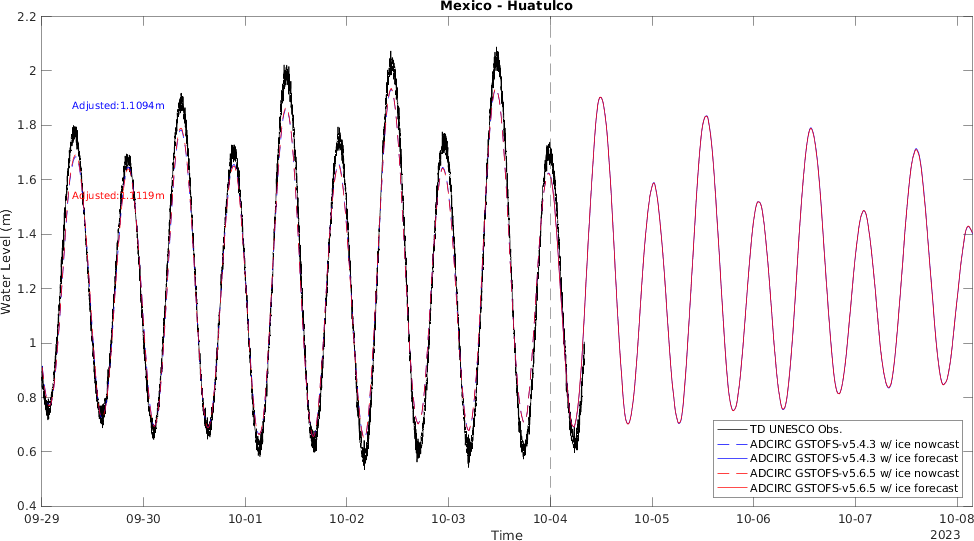 Mexico - Huatulco
2.2
2
1.8
1.6
1.4
1.2
1
0.8
0.6
0.4
Water Level (m)
Adjusted:1.1094m
Adjusted:1.1119m
TD UNESCO Obs.
ADCIRC GSTOFS-v5.4.3 w/ ice nowcast
ADCIRC GSTOFS-v5.4.3 w/ ice forecast
ADCIRC GSTOFS-v5.6.5 w/ ice nowcast
ADCIRC GSTOFS-v5.6.5 w/ ice forecast
09-29 09-30 10-01 10-02 10-03 10-04 10-05 10-06 10-07 10-08
2023
Time